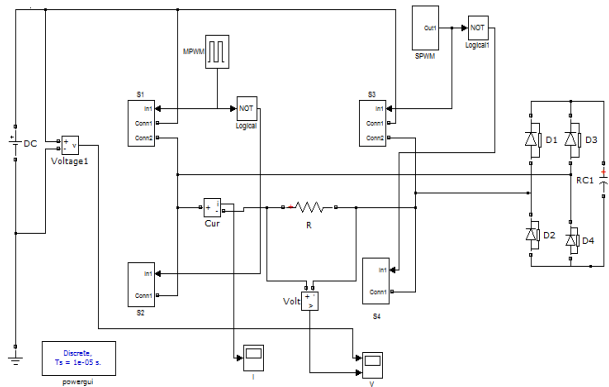 MPWM
Out1
NOT
SPWM
Logical1
S1
S3
In1
NOT
In1
Conn1
Logical
Conn1
Conn2
Conn2
DC
+
-
v
Voltage1
D1
D3
RC1
+
-
i
Cur
R
D2
D4
In1
In1
Conn1
Conn1
S2
Volt
+
-
v
S4
Discrete,
Ts = 1e-05 s.
powergui
I
V